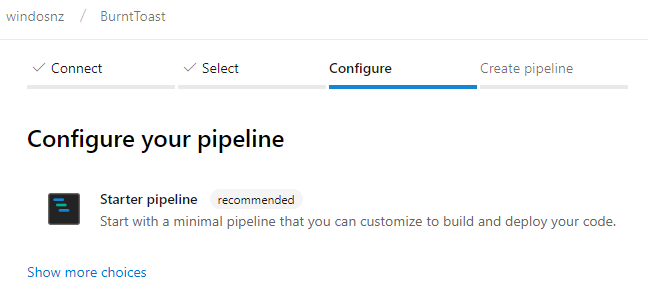 windosnz / BurntToast
Connect Select Configure Create pipeline
Configure your pipeline
Starter pipeline recommended
Start with a minimal pipeline that you can customize to build and deploy your code.
Show more choices